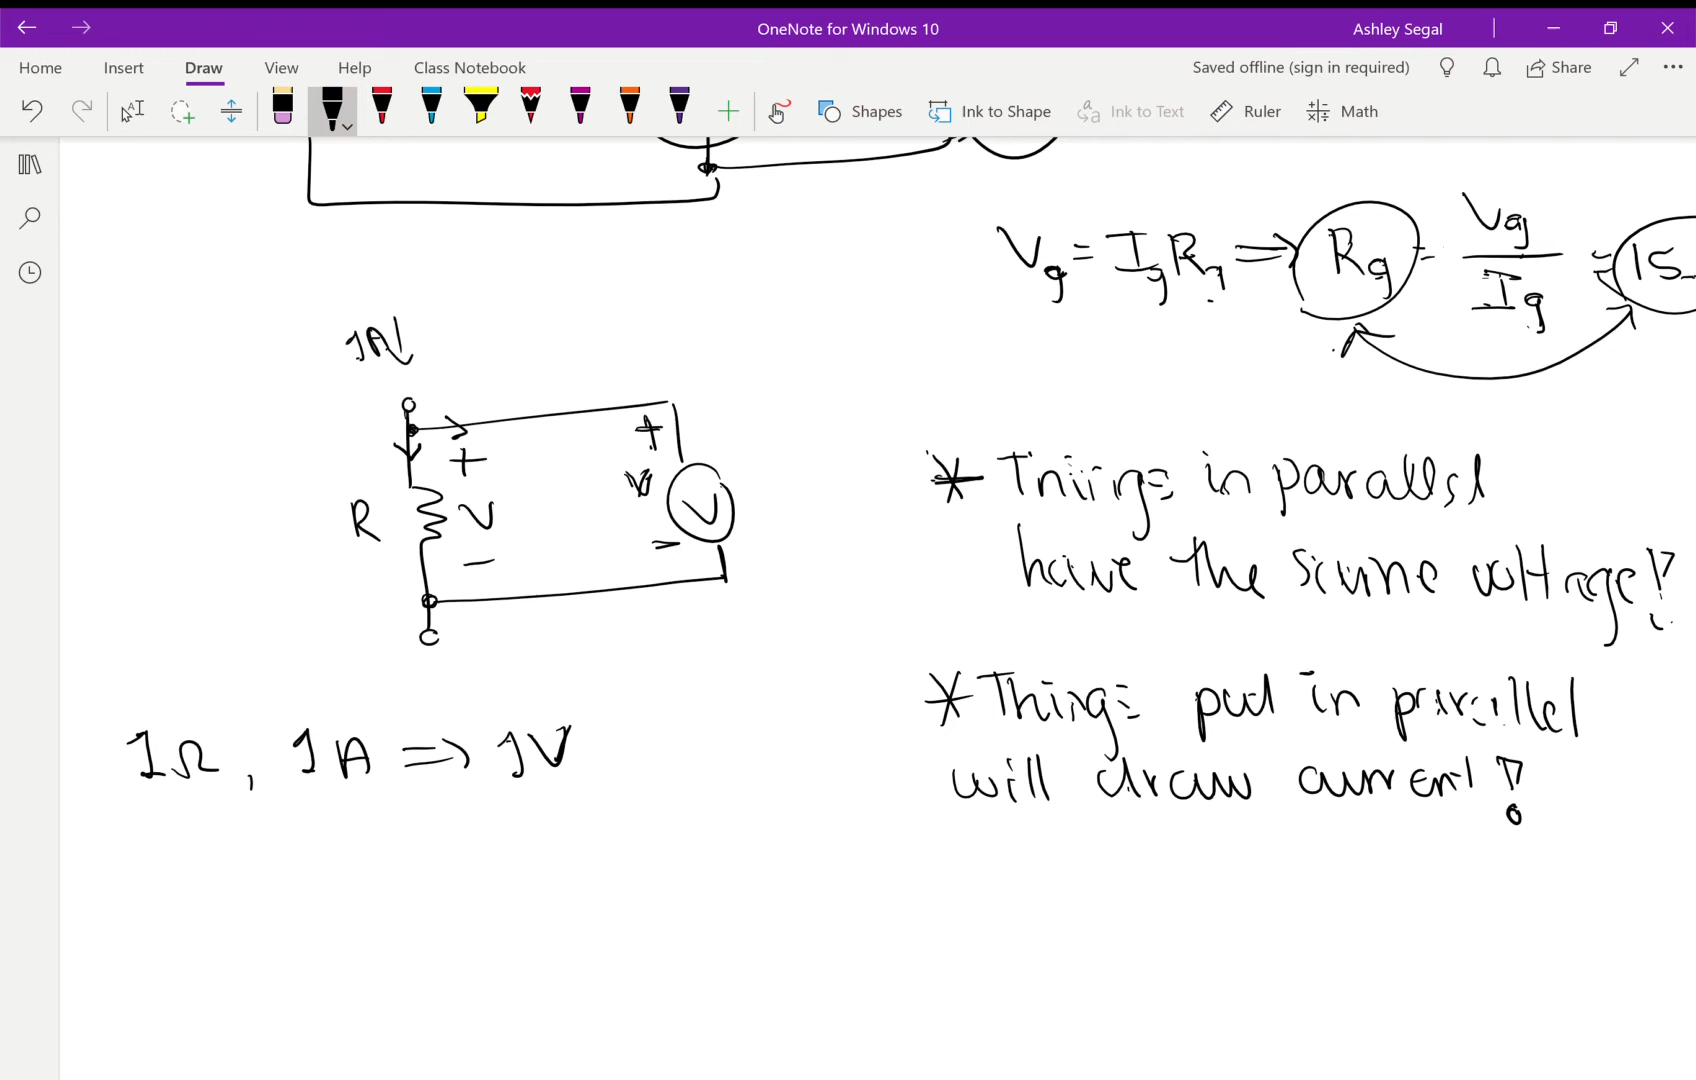 OneNote for Windows 10
Ashley Segal
Home Insert Draw View Help Class Notebook
Saved offline (sign in required)
Share
Shapes
Ink to Shape
Ink to Text
Ruler
Math
Vg = IgRg ⇒ Rg = Vg/Ig = 15
1A↓
+ +
R V V V
- -
* Things in parallel
have the same voltage!
* Things put in parallel
will draw current!
1Ω, 1A ⇒ 1V